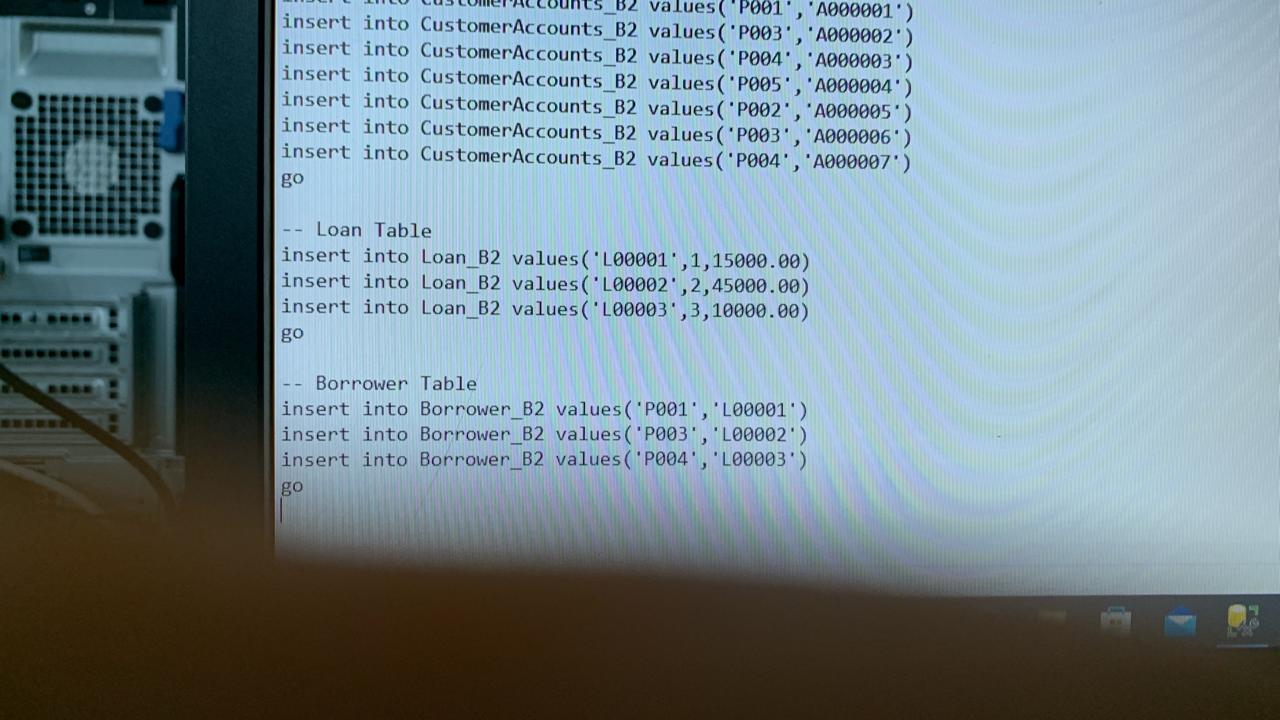 insert into CustomerAccounts_B2 values('P001','A000001')
insert into CustomerAccounts_B2 values('P003','A000002')
insert into CustomerAccounts_B2 values('P004','A000003')
insert into CustomerAccounts_B2 values('P005','A000004')
insert into CustomerAccounts_B2 values('P002','A000005')
insert into CustomerAccounts_B2 values('P003','A000006')
insert into CustomerAccounts_B2 values('P004','A000007')
go
-- Loan Table
insert into Loan_B2 values('L00001',1,15000.00)
insert into Loan_B2 values('L00002',2,45000.00)
insert into Loan_B2 values('L00003',3,10000.00)
go
-- Borrower Table
insert into Borrower_B2 values('P001','L00001')
insert into Borrower_B2 values('P003','L00002')
insert into Borrower_B2 values('P004','L00003')
go